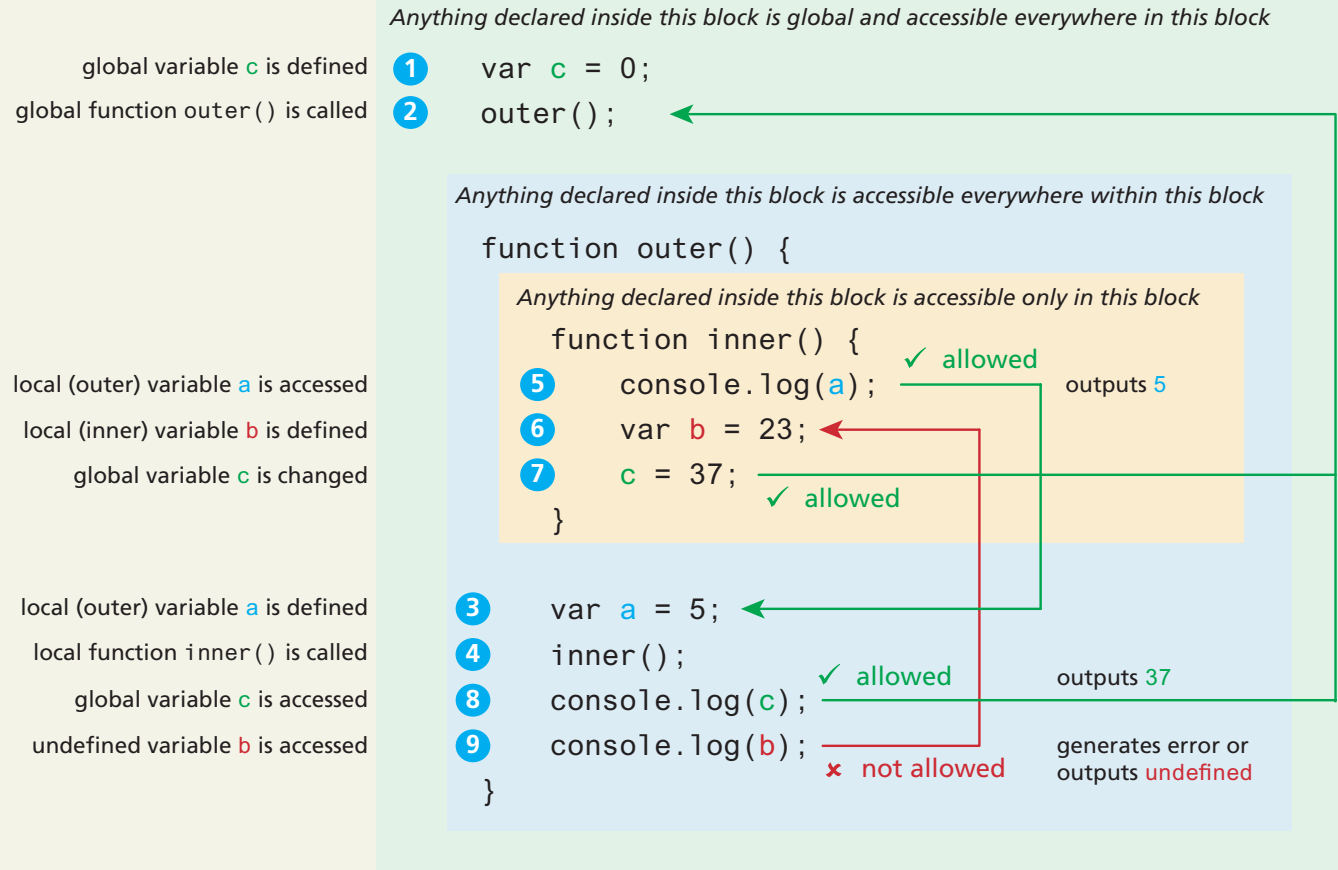 Anything declared inside this block is global and accessible everywhere in this block
global variable c is defined 1 var c = 0;
global function outer() is called 2 outer();
Anything declared inside this block is accessible everywhere within this block
function outer() {
Anything declared inside this block is accessible only in this block
function inner() {
✓ allowed
local (outer) variable a is accessed 5 console.log(a); outputs 5
local (inner) variable b is defined 6 var b = 23;
global variable c is changed 7 c = 37;
✓ allowed
}
local (outer) variable a is defined 3 var a = 5;
local function inner() is called 4 inner();
✓ allowed
global variable c is accessed 8 console.log(c); outputs 37
undefined variable b is accessed 9 console.log(b); generates error or
✘ not allowed outputs undefined
}